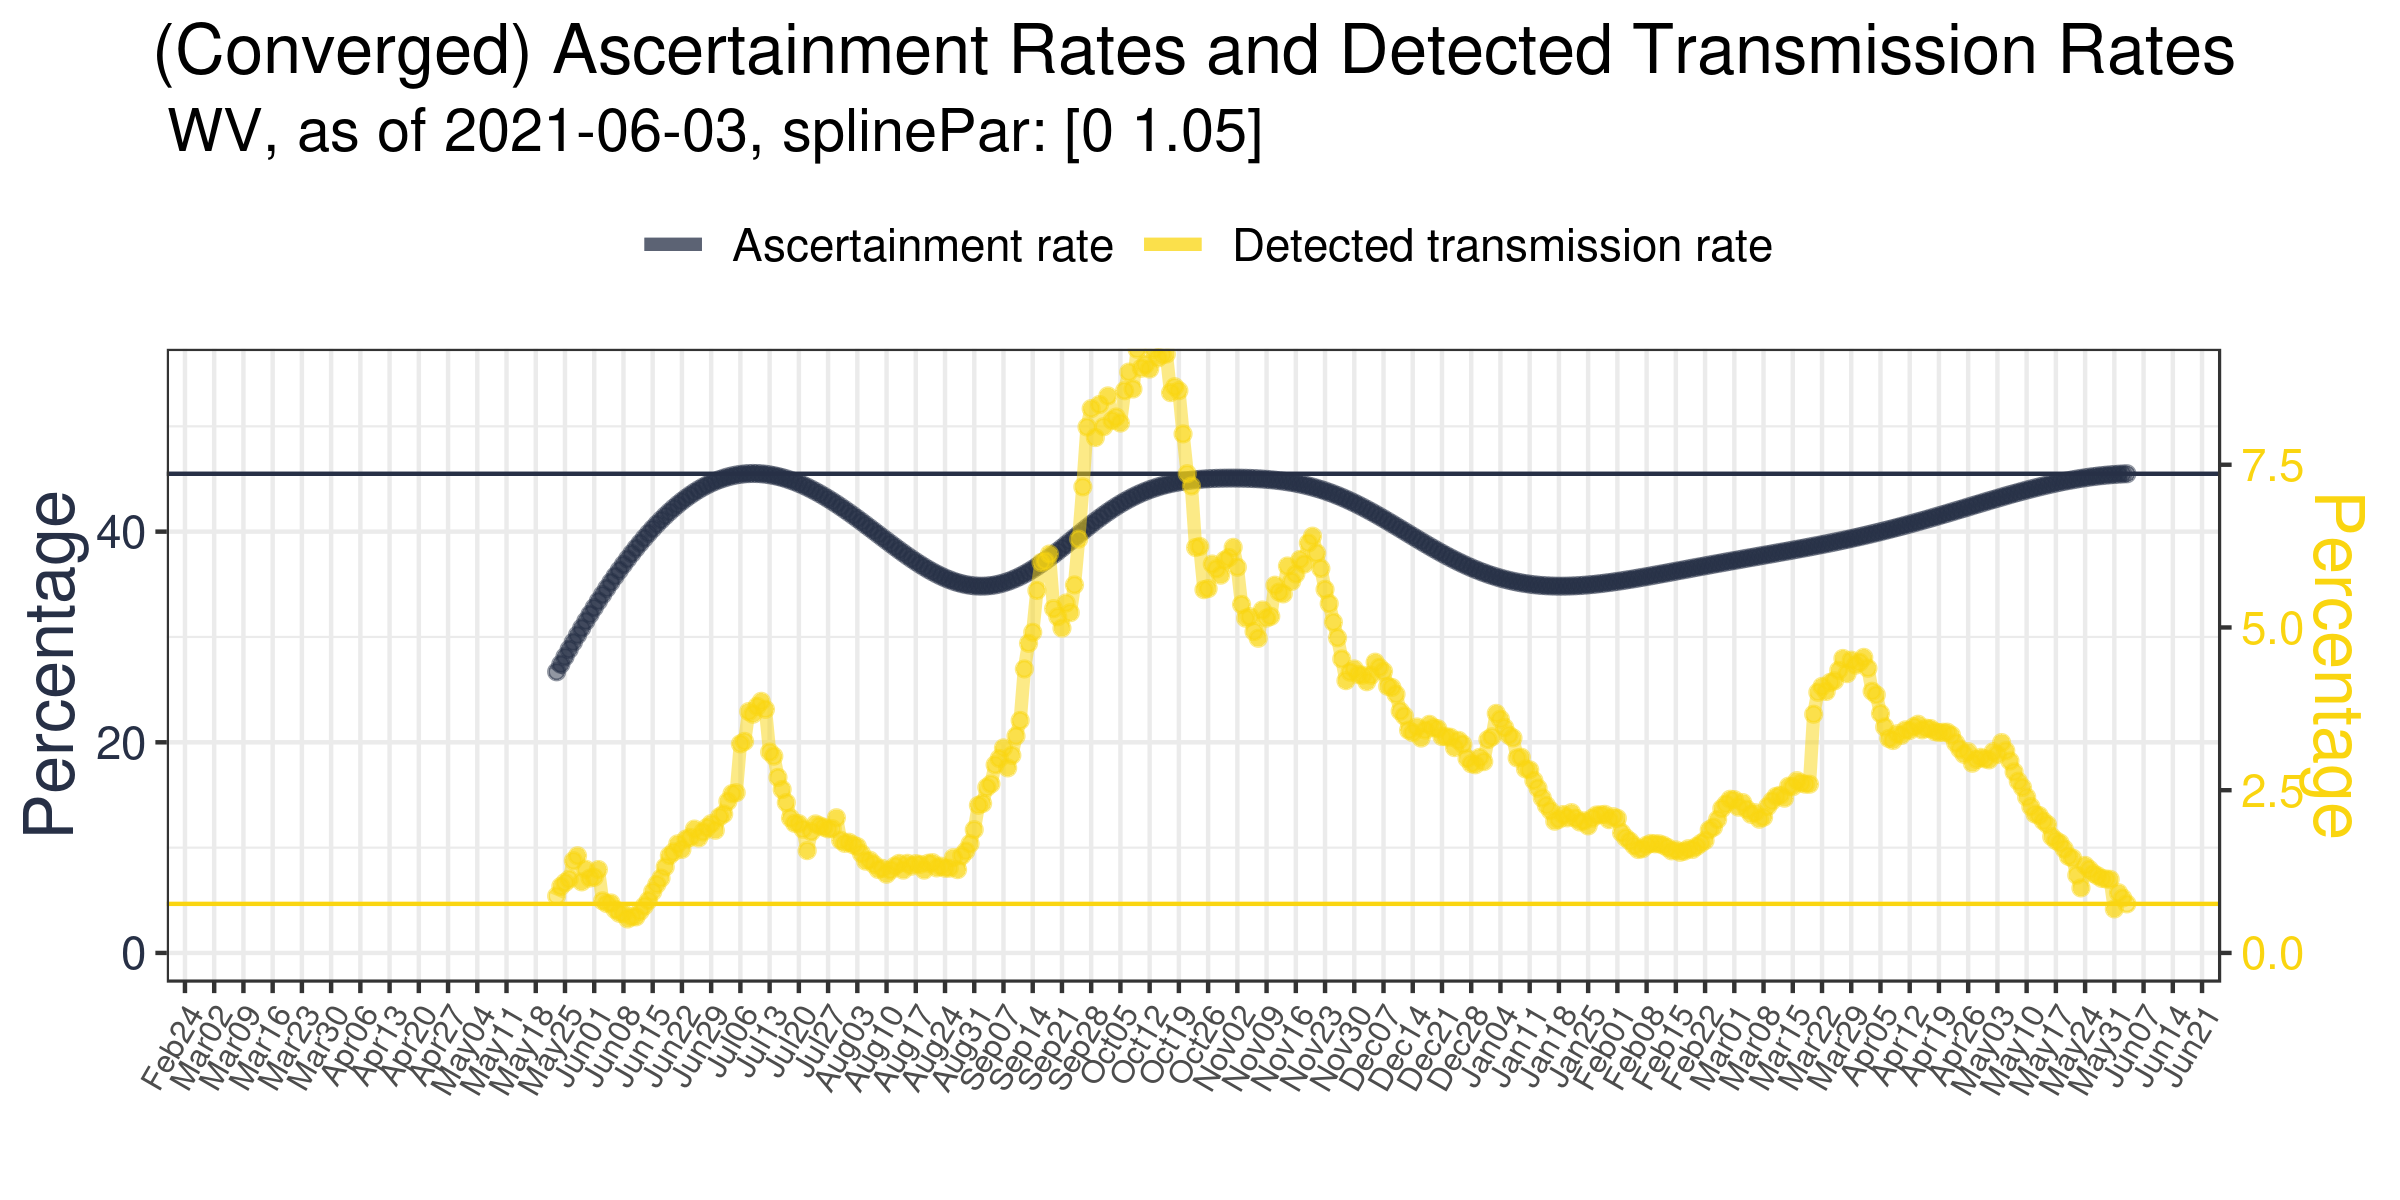 (Converged) Ascertainment Rates and Detected Transmission Rates
WV, as of 2021-06-03, splinePar: [0 1.05]
Ascertainment rate Detected transmission rate
Percentage
40
20
0
7.5
5.0
2.5
0.0
Percentage
Feb24 Mar02 Mar09 Mar16 Mar23 Mar30 Apr06 Apr13 Apr20 Apr27 May04 May11 May18 May25 Jun01 Jun08 Jun15 Jun22 Jun29 Jul06 Jul13 Jul20 Jul27 Aug03 Aug10 Aug17 Aug24 Aug31 Sep07 Sep14 Sep21 Sep28 Oct05 Oct12 Oct19 Oct26 Nov02 Nov09 Nov16 Nov23 Nov30 Dec07 Dec14 Dec21 Dec28 Jan04 Jan11 Jan18 Jan25 Feb01 Feb08 Feb15 Feb22 Mar01 Mar08 Mar15 Mar22 Mar29 Apr05 Apr12 Apr19 Apr26 May03 May10 May17 May24 May31 Jun07 Jun14 Jun21